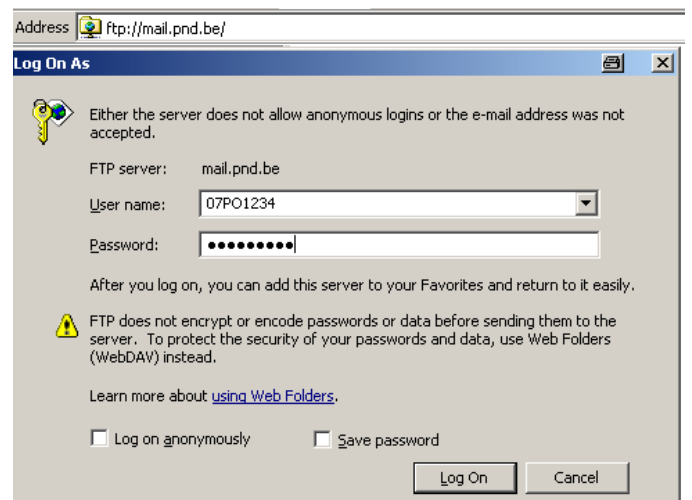 Address ftp://mail.pnd.be/
Log On As
Either the server does not allow anonymous logins or the e-mail address was not
accepted.
FTP server: mail.pnd.be
User name: 07PO1234
Password: ●●●●●●●●●
After you log on, you can add this server to your Favorites and return to it easily.
FTP does not encrypt or encode passwords or data before sending them to the
server. To protect the security of your passwords and data, use Web Folders
(WebDAV) instead.
Learn more about using Web Folders.
Log on anonymously Save password
Log On Cancel